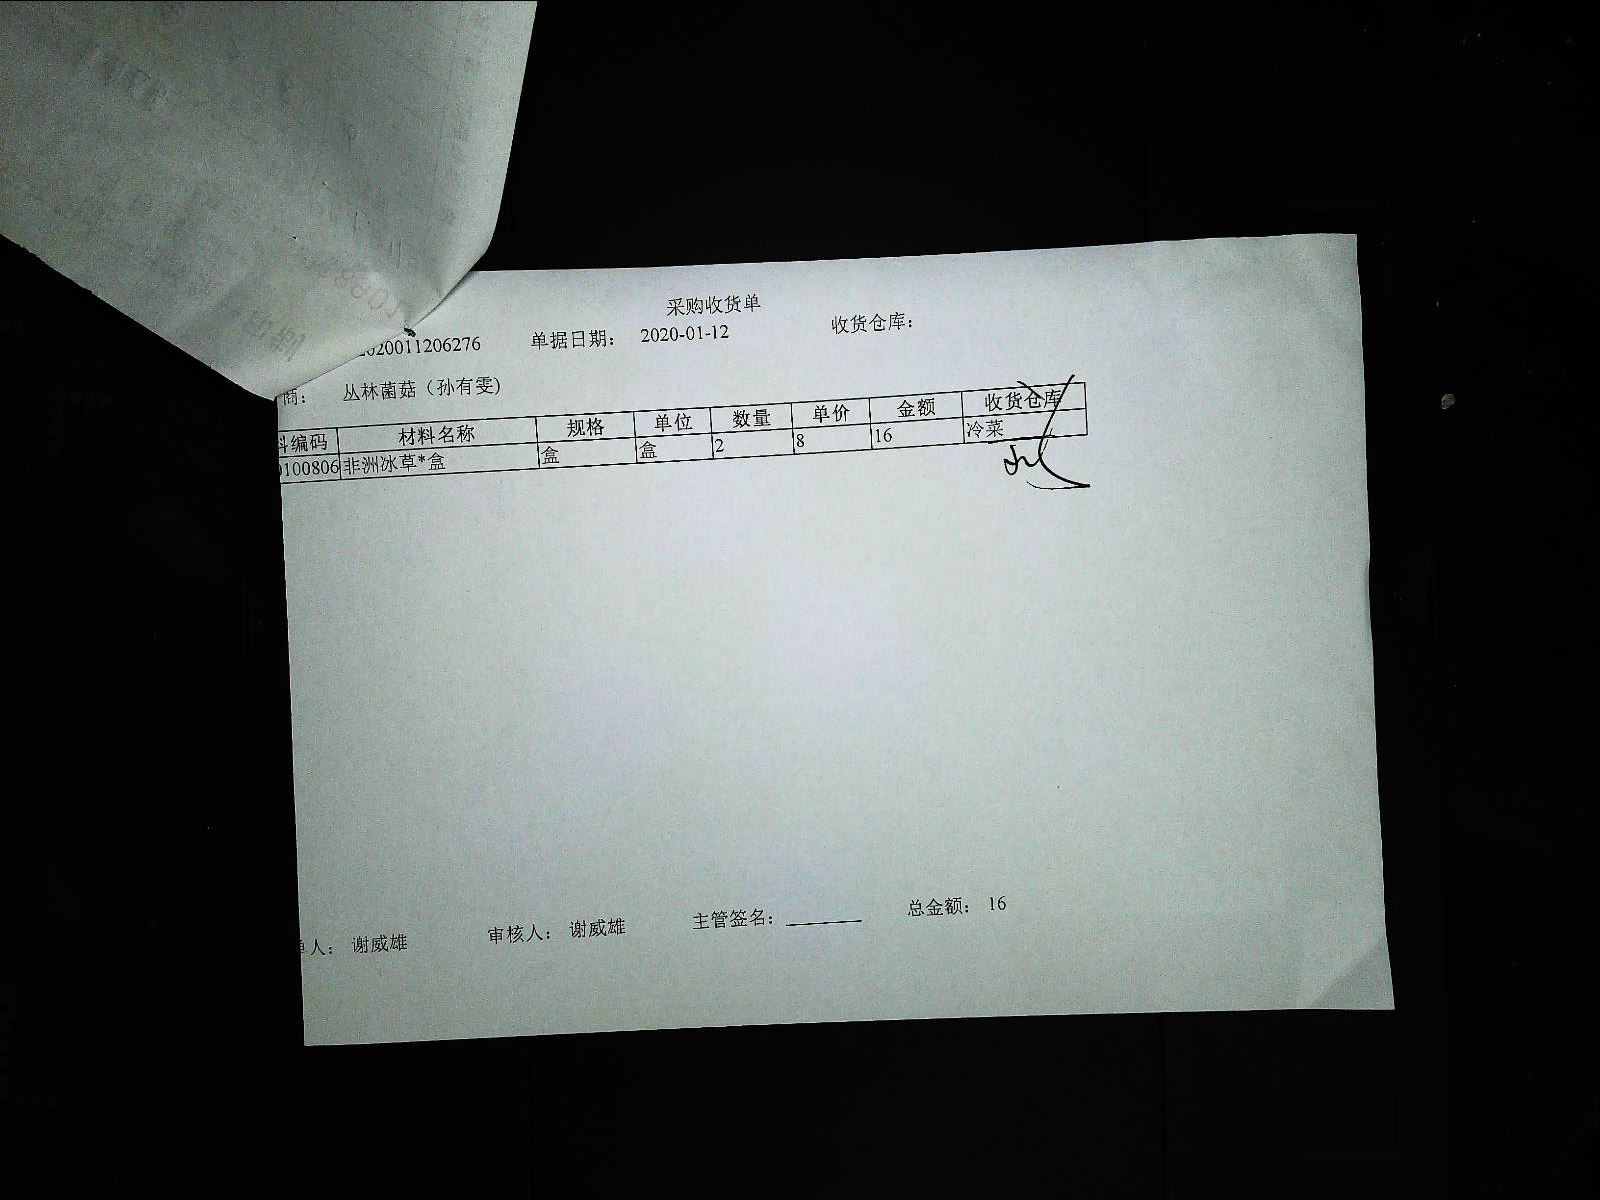 采购收货单
2020011206276 单据日期： 2020-01-12 收货仓库：
商： 丛林菌菇（孙有雯)
编码 材料名称 规格 单位 数量 单价 金额 收货仓库
0100806 非洲冰草*盒 盒 盒 2 8 16 冷菜
人： 谢威雄 审核人： 谢威雄 主管签名： 总金额： 16